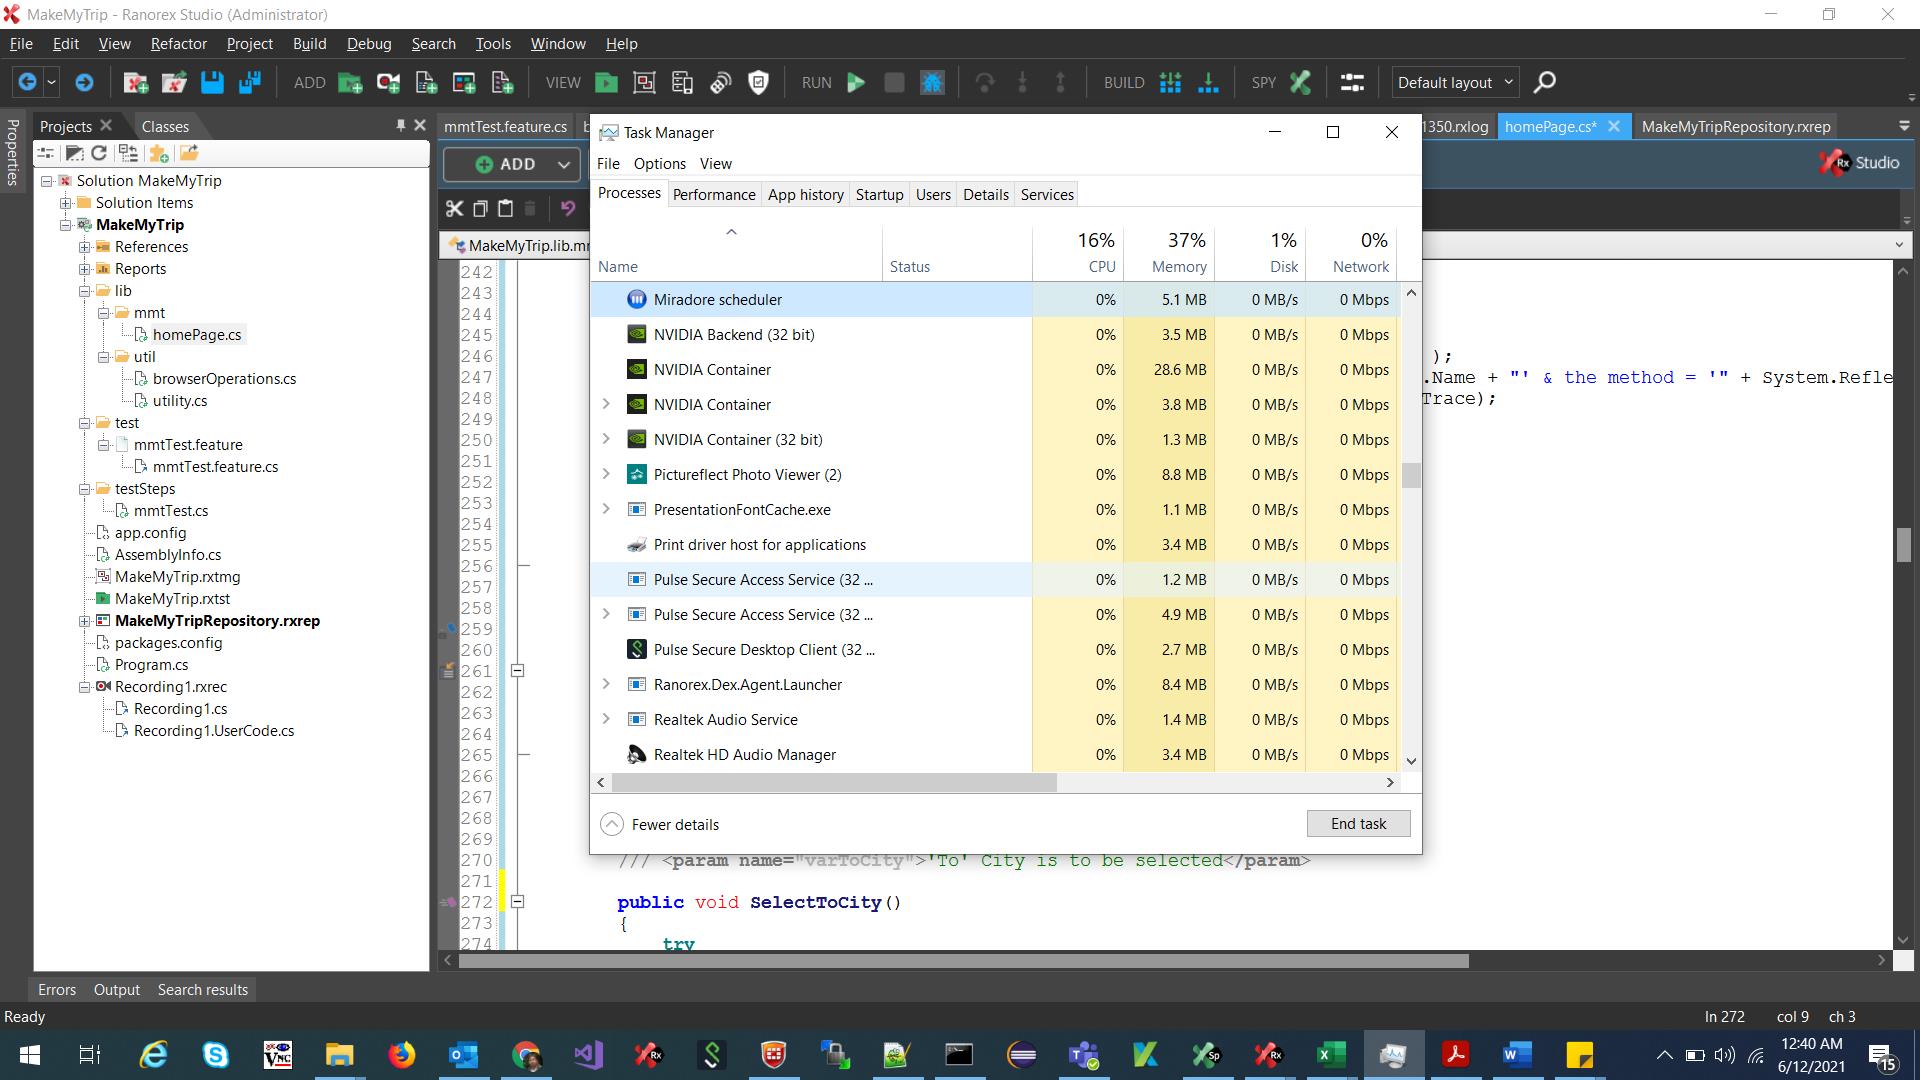 MakeMyTrip - Ranorex Studio (Administrator)
File Edit View Refactor Project Build Debug Search Tools Window Help
ADD VIEW RUN BUILD SPY Default layout
Properties
Projects Classes
mmtTest.feature.cs 1350.rxlog homePage.cs* MakeMyTripRepository.rxrep
ADD
Rx Studio
MakeMyTrip.lib.m
Solution MakeMyTrip
Solution Items
MakeMyTrip
References
Reports
lib
mmt
homePage.cs
util
browserOperations.cs
utility.cs
test
mmtTest.feature
mmtTest.feature.cs
testSteps
mmtTest.cs
app.config
AssemblyInfo.cs
MakeMyTrip.rxtmg
MakeMyTrip.rxtst
MakeMyTripRepository.rxrep
packages.config
Program.cs
Recording1.rxrec
Recording1.cs
Recording1.UserCode.cs
Task Manager
File Options View
Processes Performance App history Startup Users Details Services
16% 37% 1% 0%
Name Status CPU Memory Disk Network
Miradore scheduler 0% 5.1 MB 0 MB/s 0 Mbps
NVIDIA Backend (32 bit) 0% 3.5 MB 0 MB/s 0 Mbps
NVIDIA Container 0% 28.6 MB 0 MB/s 0 Mbps
NVIDIA Container 0% 3.8 MB 0 MB/s 0 Mbps
NVIDIA Container (32 bit) 0% 1.3 MB 0 MB/s 0 Mbps
Pictureflect Photo Viewer (2) 0% 8.8 MB 0 MB/s 0 Mbps
PresentationFontCache.exe 0% 1.1 MB 0 MB/s 0 Mbps
Print driver host for applications 0% 3.4 MB 0 MB/s 0 Mbps
Pulse Secure Access Service (32 ... 0% 1.2 MB 0 MB/s 0 Mbps
Pulse Secure Access Service (32 ... 0% 4.9 MB 0 MB/s 0 Mbps
Pulse Secure Desktop Client (32 ... 0% 2.7 MB 0 MB/s 0 Mbps
Ranorex.Dex.Agent.Launcher 0% 8.4 MB 0 MB/s 0 Mbps
Realtek Audio Service 0% 1.4 MB 0 MB/s 0 Mbps
Realtek HD Audio Manager 0% 3.4 MB 0 MB/s 0 Mbps
Fewer details
End task
242
243
244
245
246 );
247 .Name + "' & the method = '" + System.Refle
248 Trace);
249
250
251
252
253
254
255
256
257
258
259
260
261
262
263
264
265
266
267
268
269
270 /// <param name="varToCity">'To' City is to be selected</param>
271
272 public void SelectToCity()
273 {
274 try
Errors Output Search results
Ready
ln 272 col 9 ch 3
VNC
Rx
Sp
Rx
12:40 AM
6/12/2021
15